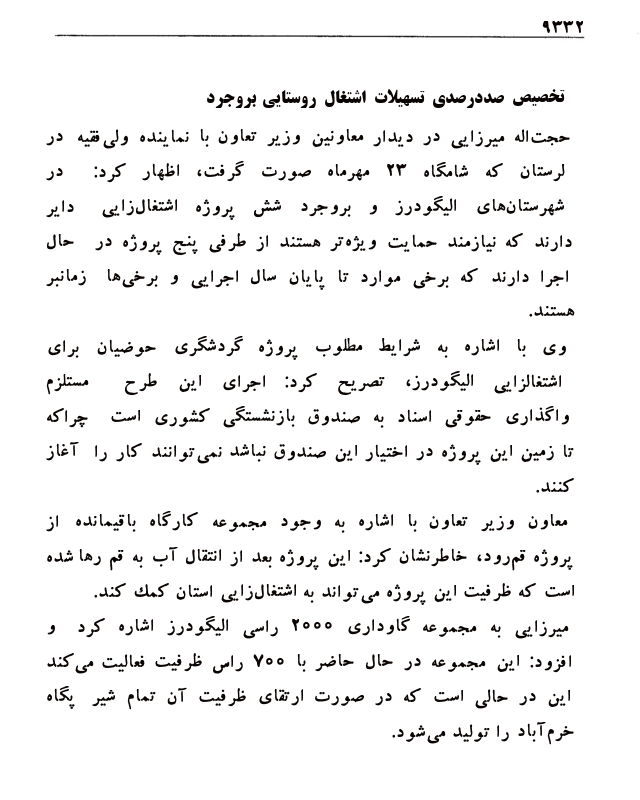 ۹۳۳۲
تخصیص صددرصدی تسهیلات اشتغال روستایی بروجرد
حجت‌اله میرزایی در دیدار معاونین وزیر تعاون با نماینده ولی‌فقیه در
لرستان که شامگاه ۲۳ مهرماه صورت گرفت، اظهار کرد: در
شهرستان‌های الیگودرز و بروجرد شش پروژه اشتغال‌زایی دایر
دارند که نیازمند حمایت ویژه‌تر هستند از طرفی پنج پروژه در حال
اجرا دارند که برخی موارد تا پایان سال اجرایی و برخی‌ها زمانبر
هستند.
وی با اشاره به شرایط مطلوب پروژه گردشگری حوضیان برای
اشتغالزایی الیگودرز، تصریح کرد: اجرای این طرح مستلزم
واگذاری حقوقی اسناد به صندوق بازنشستگی کشوری است چراکه
تا زمین این پروژه در اختیار این صندوق نباشد نمی‌توانند کار را آغاز
کنند.
معاون وزیر تعاون با اشاره به وجود مجموعه کارگاه باقیمانده از
پروژه قم‌رود، خاطرنشان کرد: این پروژه بعد از انتقال آب به قم رها شده
است که ظرفیت این پروژه می‌تواند به اشتغال‌زایی استان کمك کند.
میرزایی به مجموعه گاوداری ۲۰۰۰ راسی الیگودرز اشاره کرد و
افزود: این مجموعه در حال حاضر با ۷۰۰ راس ظرفیت فعالیت می‌کند
این در حالی است که در صورت ارتقای ظرفیت آن تمام شیر پگاه
خرم‌آباد را تولید می‌شود.